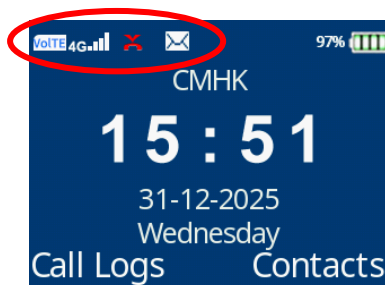 VoLTE 4G 97%
CMHK
15:51
31-12-2025
Wednesday
Call Logs Contacts